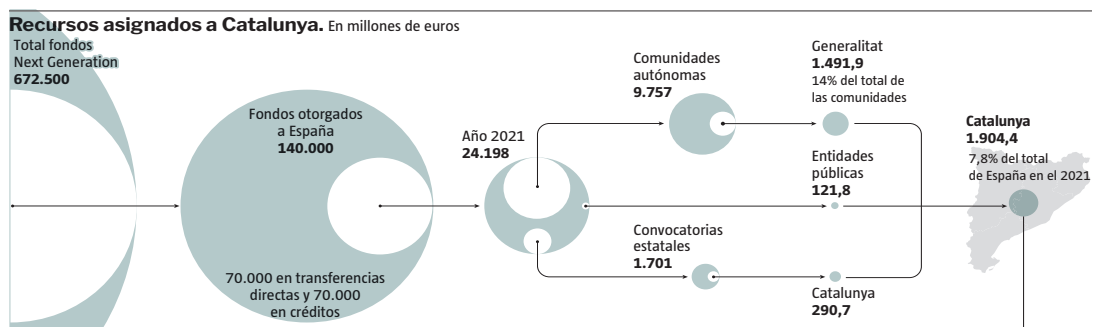 Recursos asignados a Catalunya. En millones de euros
Total fondos
Next Generation
672.500
Fondos otorgados
a España
140.000
70.000 en transferencias
directas y 70.000
en créditos
Año 2021
24.198
Comunidades
autónomas
9.757
Generalitat
1.491,9
14% del total de
las comunidades
Entidades
públicas
121,8
Convocatorias
estatales
1.701
Catalunya
290,7
Catalunya
1.904,4
7,8% del total
de España en el 2021